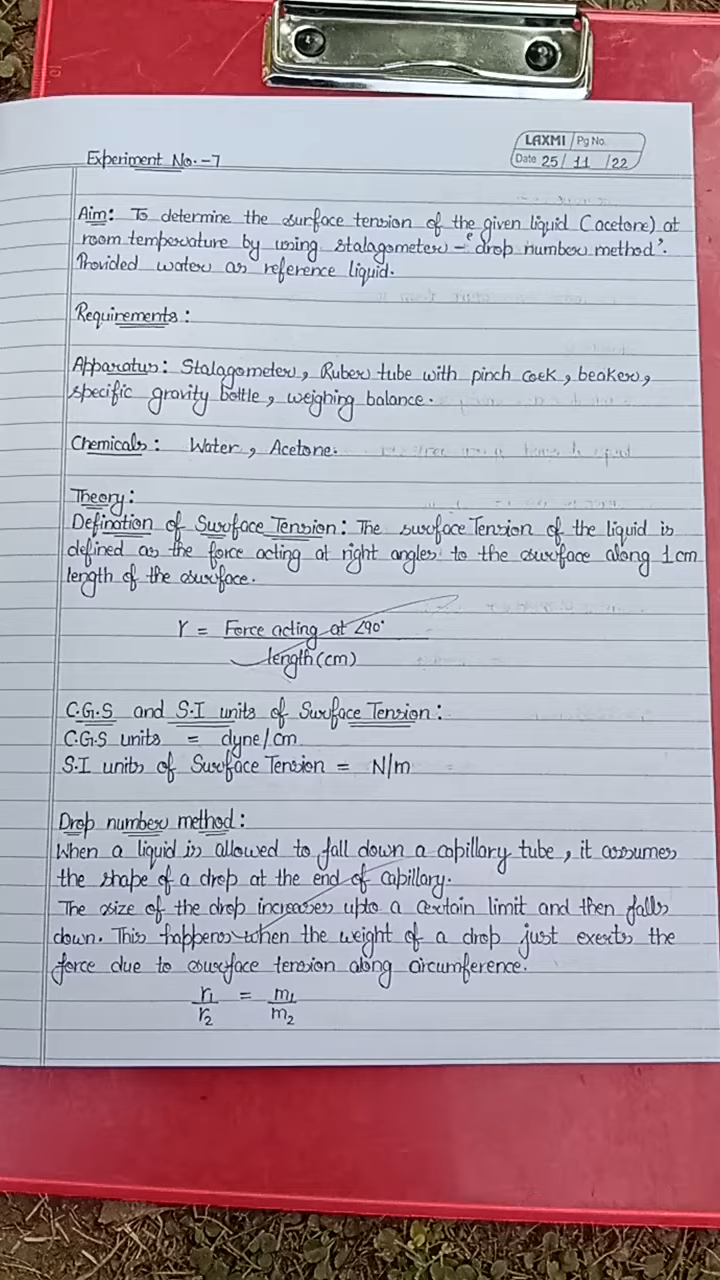 LAXMI Pg No.
Date 25/ 11 /22
Experiment No.-7
Aim: To determine the surface tension of the given liquid (acetone) at
room temperature by using stalagometer - 'drop number method'.
Provided water as reference liquid.
Requirements:
Apparatus: Stalagometer, Ruber tube with pinch cock, beaker,
specific gravity bottle, weighing balance.
Chemicals: Water, Acetone.
Theory:
Defination of Surface Tension: The surface Tension of the liquid is
defined as the force acting at right angles to the surface along 1cm
length of the surface.
γ = Force acting at ∠90°
length (cm)
C.G.S and S.I units of Surface Tension:
C.G.S units = dyne/cm
S.I units of Surface Tension = N/m
Drop number method:
When a liquid is allowed to fall down a capillary tube, it assumes
the shape of a drop at the end of capillary.
The size of the drop increases upto a certain limit and then falls
down. This happens when the weight of a drop just exerts the
force due to surface tension along circumference.
r1 = m1
r2 m2